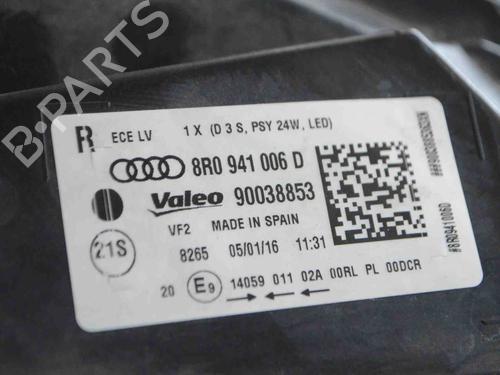 B-PARTS
R ECE LV 1 X (D 3 S, PSY 24W, LED)
8R0 941 006 D
Valeo 90038853
VF2 MADE IN SPAIN
21S 8265 05/01/16 11:31
20 E9 14059 011 02A 00RL PL 00DCR
#8R0941006D